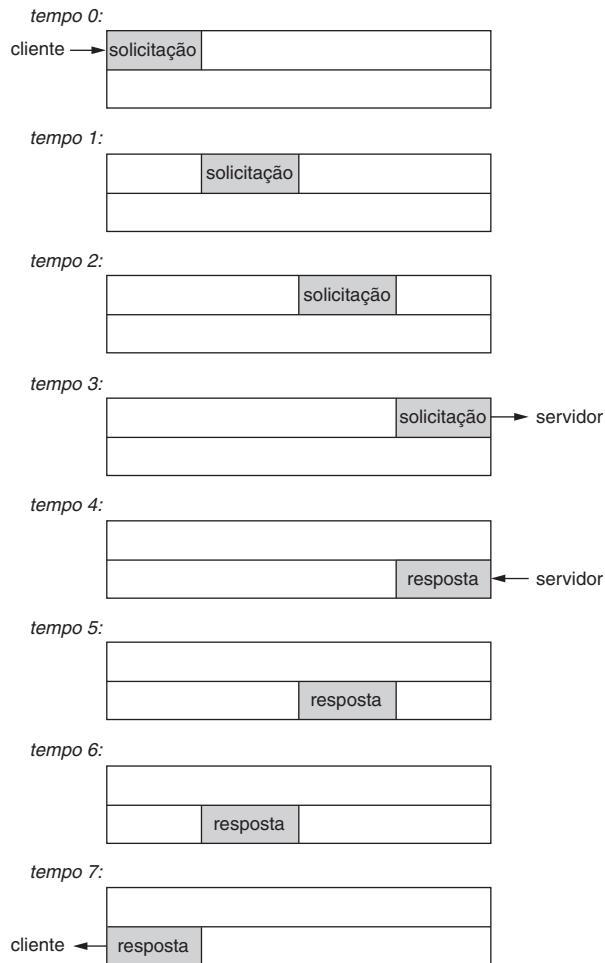 tempo 0:
cliente solicitação
tempo 1:
solicitação
tempo 2:
solicitação
tempo 3:
solicitação servidor
tempo 4:
resposta servidor
tempo 5:
resposta
tempo 6:
resposta
tempo 7:
cliente resposta